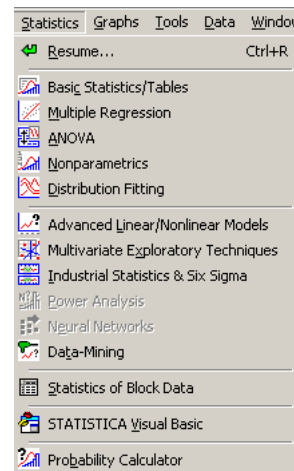 Statistics Graphs Tools Data
Resume... Ctrl+R
Basic Statistics/Tables
Multiple Regression
ANOVA
Nonparametrics
Distribution Fitting
Advanced Linear/Nonlinear Models
Multivariate Exploratory Techniques
Industrial Statistics & Six Sigma
Power Analysis
Neural Networks
Data-Mining
Statistics of Block Data
STATISTICA Visual Basic
Probability Calculator